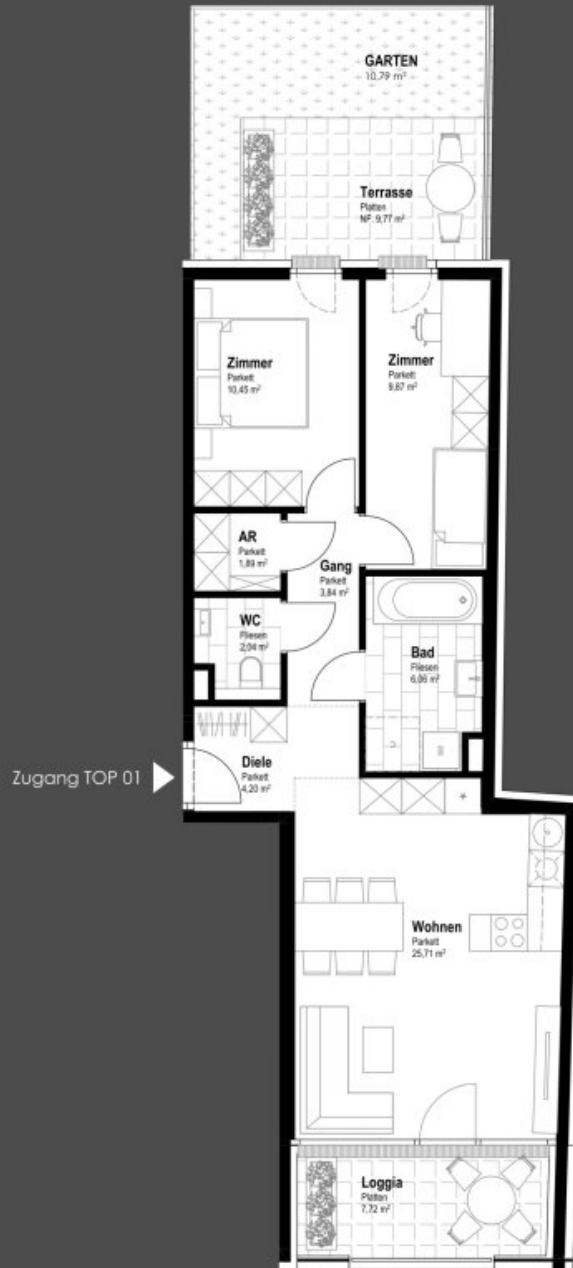 GARTEN
10,79 m²
Terrasse
Platten
NF: 9,77 m²
Zimmer
Parkett
10,45 m²
Zimmer
Parkett
9,87 m²
AR
Parkett
1,89 m²
Gang
Parkett
3,84 m²
WC
Fliesen
2,04 m²
Bad
Fliesen
6,06 m²
Diele
Parkett
4,20 m²
Zugang TOP 01
Wohnen
Parkett
25,71 m²
Loggia
Platten
7,72 m²